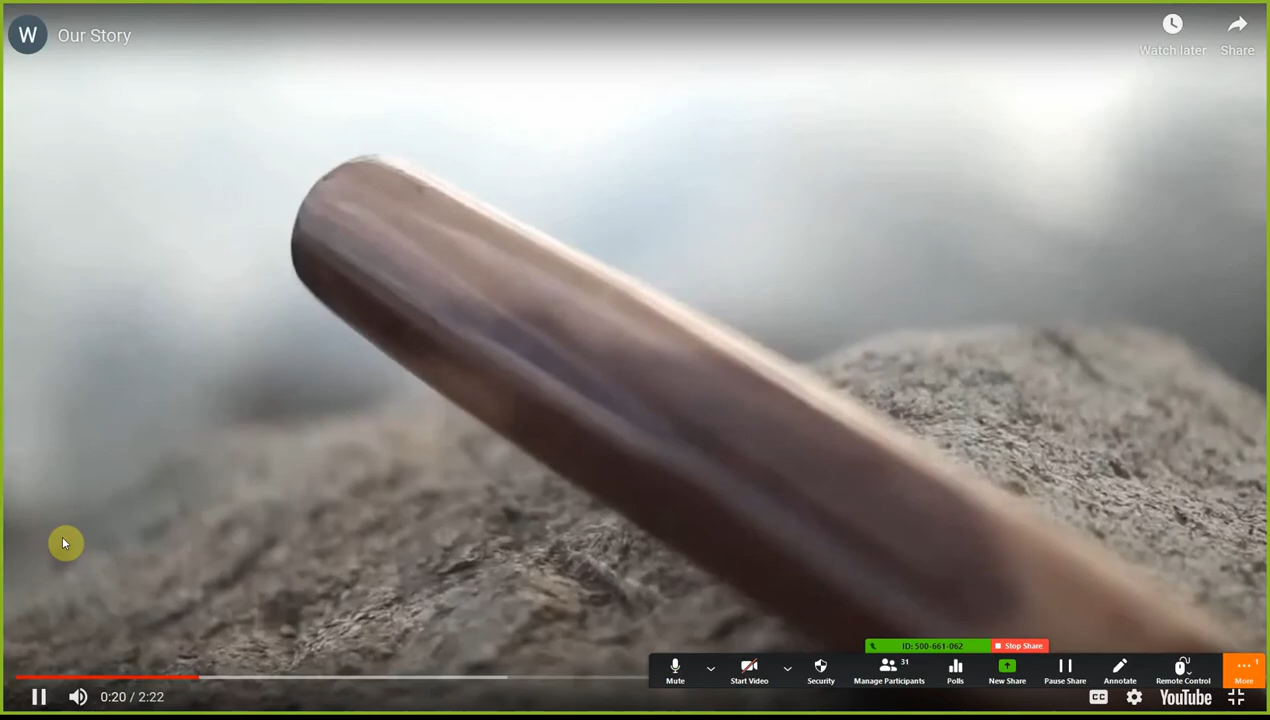 W Our Story
Watch later Share
ID: 500-661-062 Stop Share
31 1
Mute Start Video Security Manage Participants Polls New Share Pause Share Annotate Remote Control More
0:20 / 2:22 CC YouTube